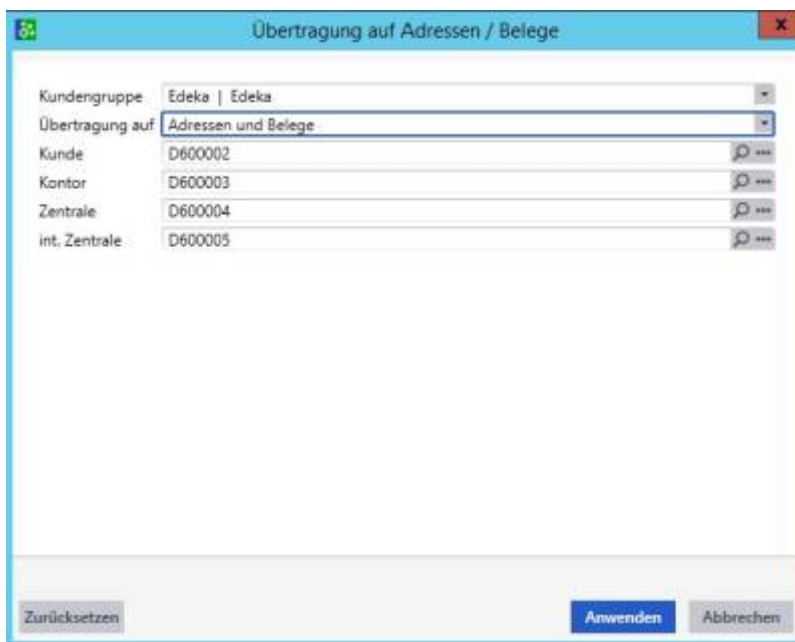 Übertragung auf Adressen / Belege
Kundengruppe Edeka | Edeka
Übertragung auf Adressen und Belege
Kunde D600002
Kontor D600003
Zentrale D600004
int. Zentrale D600005
Zurücksetzen Anwenden Abbrechen